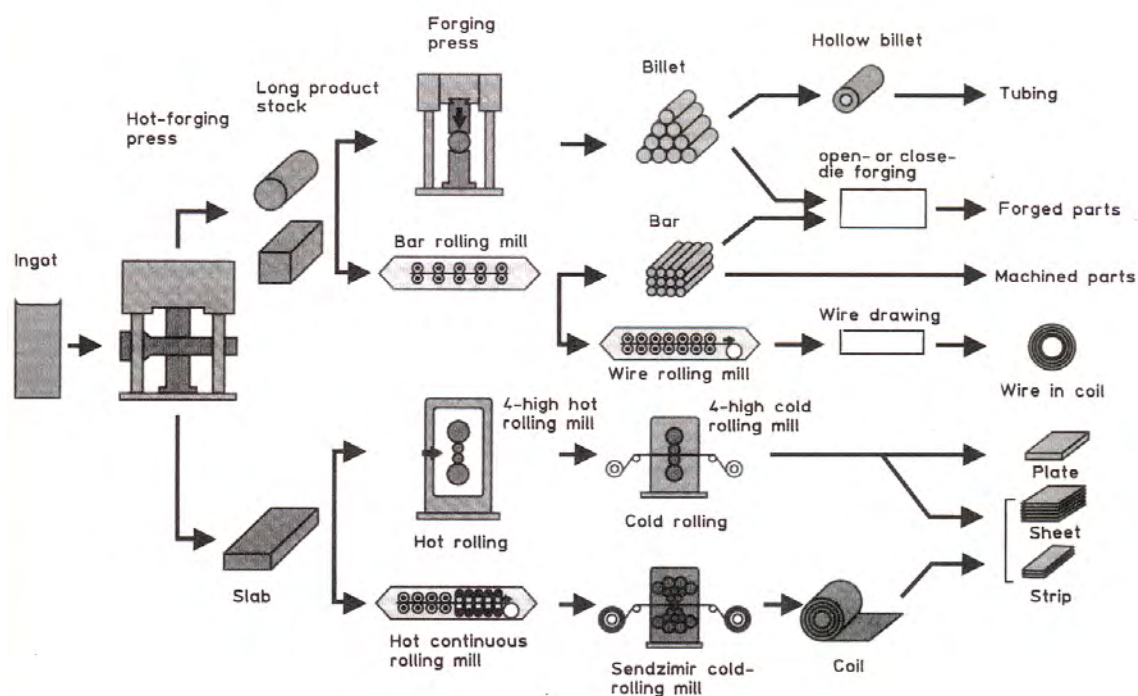 Forging
press
Hollow billet
Long product
stock
Billet
Tubing
Hot-forging
press
open- or close-
die forging
Forged parts
Bar
Bar rolling mill
Ingot
Machined parts
Wire drawing
Wire rolling mill
Wire in coil
4-high hot
rolling mill
4-high cold
rolling mill
Plate
Cold rolling
Hot rolling
Sheet
Slab
Strip
Hot continuous
rolling mill
Sendzimir cold-
rolling mill
Coil